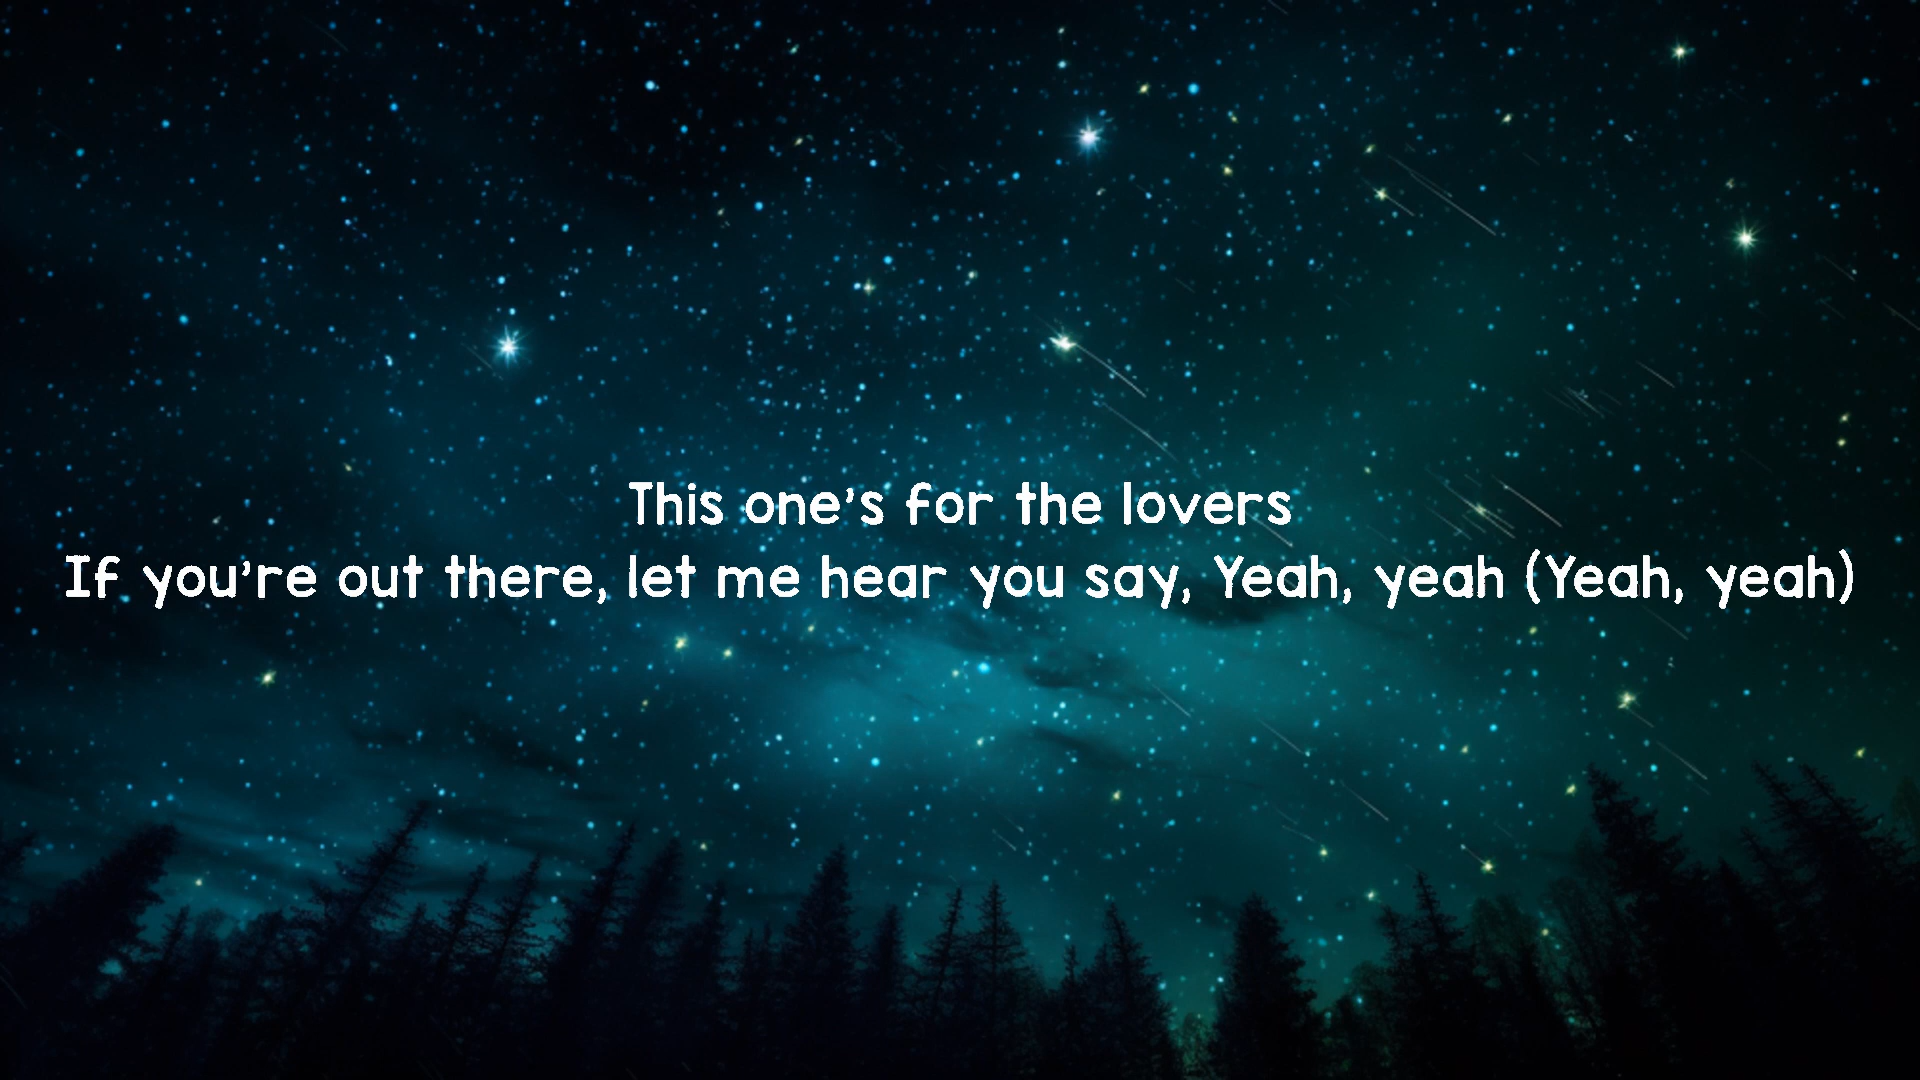 This one's for the lovers
If you're out there, let me hear you say, Yeah, yeah (Yeah, yeah)